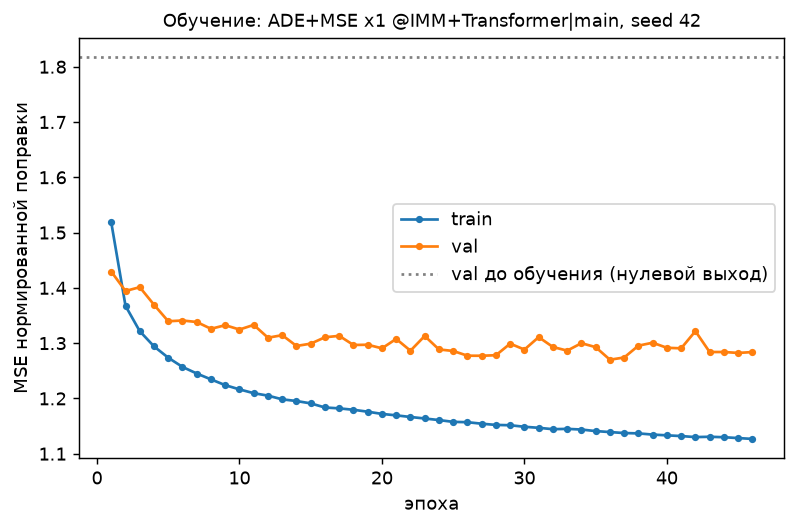 Обучение: ADE+MSE x1 @IMM+Transformer|main, seed 42
MSE нормированной поправки
1.8
1.7
1.6
1.5
1.4
1.3
1.2
1.1
train
val
val до обучения (нулевой выход)
0
10
20
30
40
эпоха